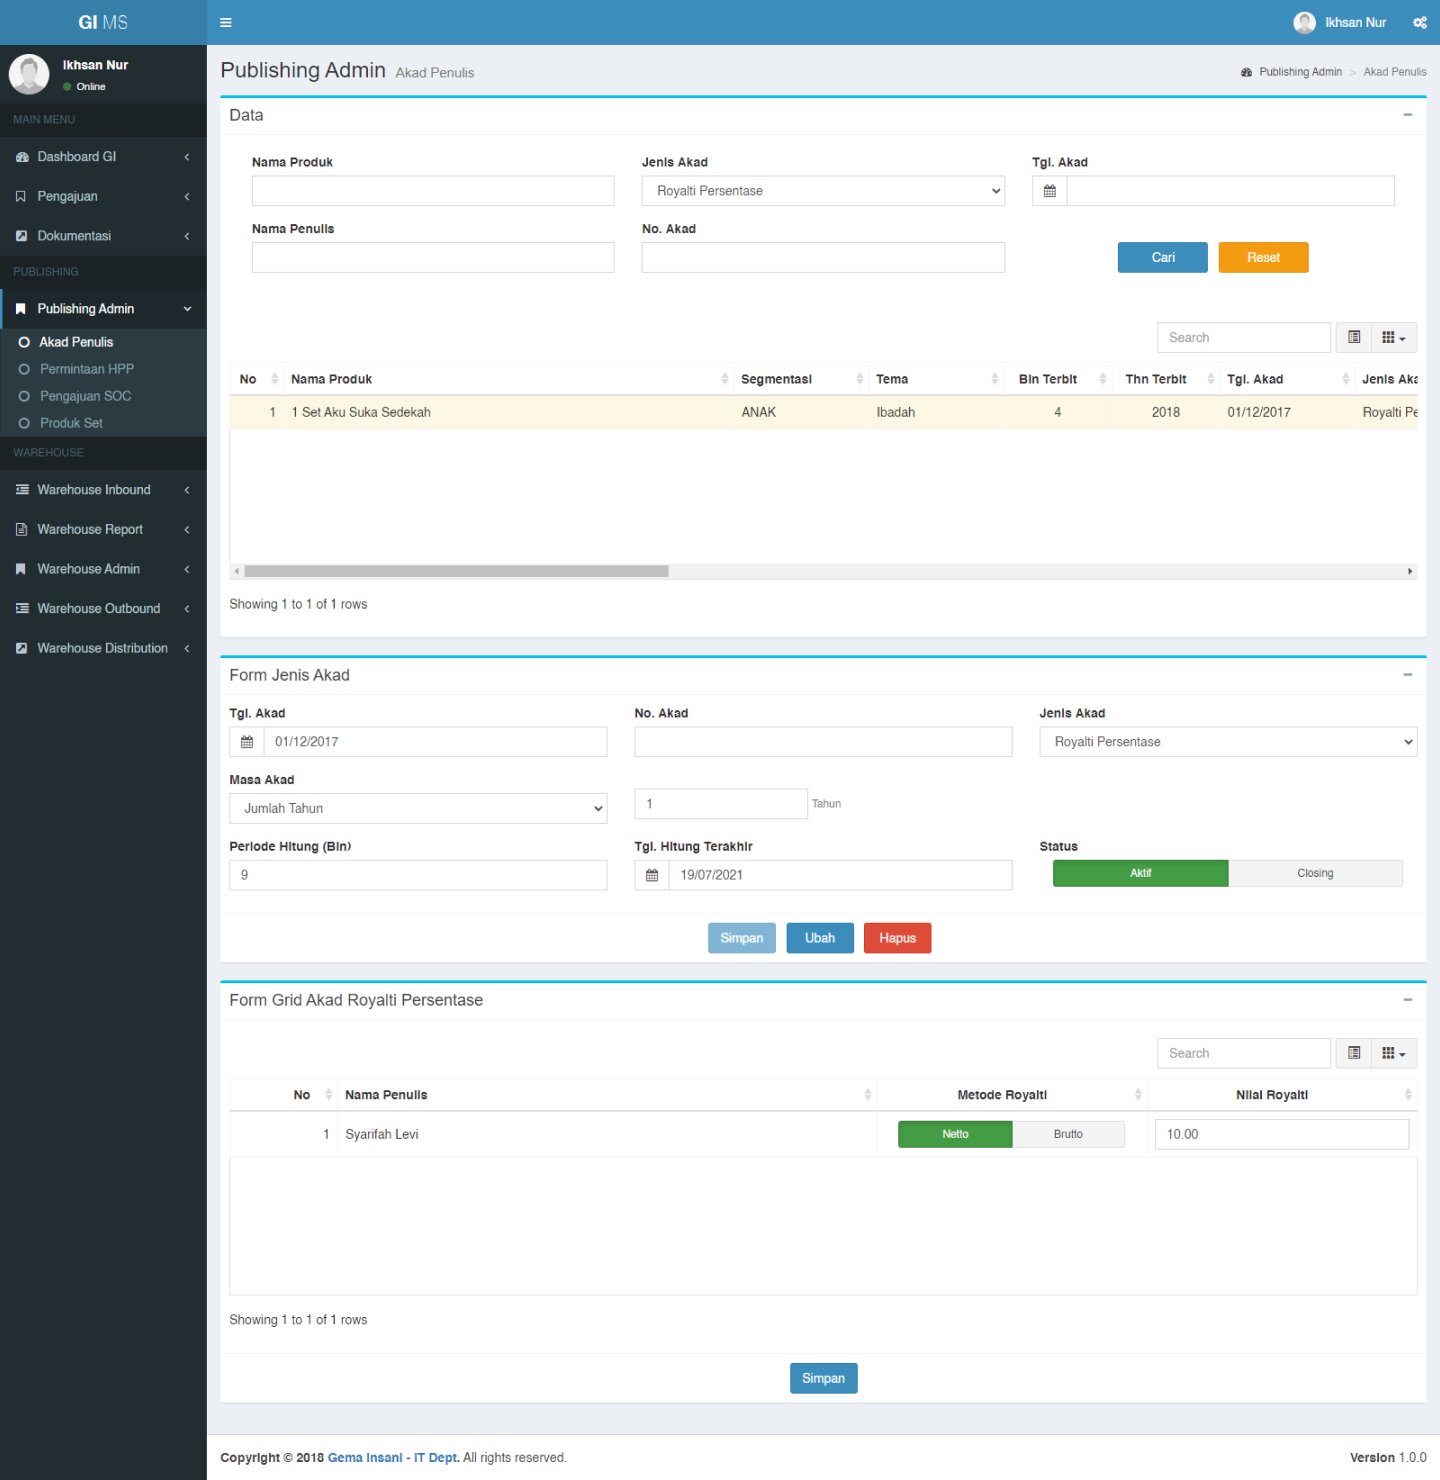 GI MS
Ikhsan Nur
Ikhsan Nur
Online
MAIN MENU
Dashboard GI
Pengajuan
Dokumentasi
PUBLISHING
Publishing Admin
Akad Penulis
Permintaan HPP
Pengajuan SOC
Produk Set
WAREHOUSE
Warehouse Inbound
Warehouse Report
Warehouse Admin
Warehouse Outbound
Warehouse Distribution
Publishing Admin Akad Penulis
Publishing Admin > Akad Penulis
Data
Nama Produk Jenis Akad Tgl. Akad
Royalti Persentase
Nama Penulis No. Akad
Cari Reset
Search
No Nama Produk Segmentasi Tema Bln Terbit Thn Terbit Tgl. Akad Jenis Aka
1 1 Set Aku Suka Sedekah ANAK Ibadah 4 2018 01/12/2017 Royalti Pe
Showing 1 to 1 of 1 rows
Form Jenis Akad
Tgl. Akad No. Akad Jenis Akad
01/12/2017 Royalti Persentase
Masa Akad
Jumlah Tahun 1 Tahun
Periode Hitung (Bln) Tgl. Hitung Terakhir Status
9 19/07/2021 Aktif Closing
Simpan Ubah Hapus
Form Grid Akad Royalti Persentase
Search
No Nama Penulis Metode Royalti Nilai Royalti
1 Syarifah Levi Netto Brutto 10.00
Showing 1 to 1 of 1 rows
Simpan
Copyright © 2018 Gema Insani - IT Dept. All rights reserved.
Version 1.0.0